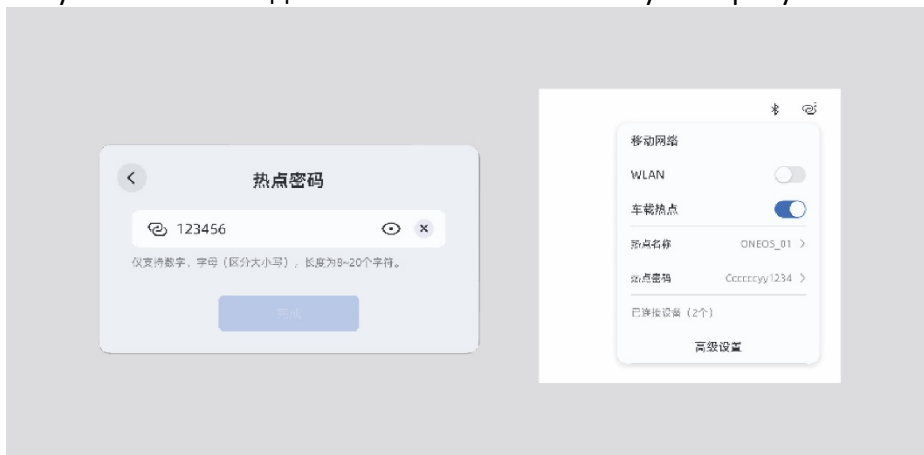 热点密码
123456
仅支持数字、字母（区分大小写），长度为8~20个字符。
完成
移动网络
WLAN
车载热点
热点名称 ONEOS_01
热点密码 Ccccccyy1234
已连接设备（2个）
高级设置